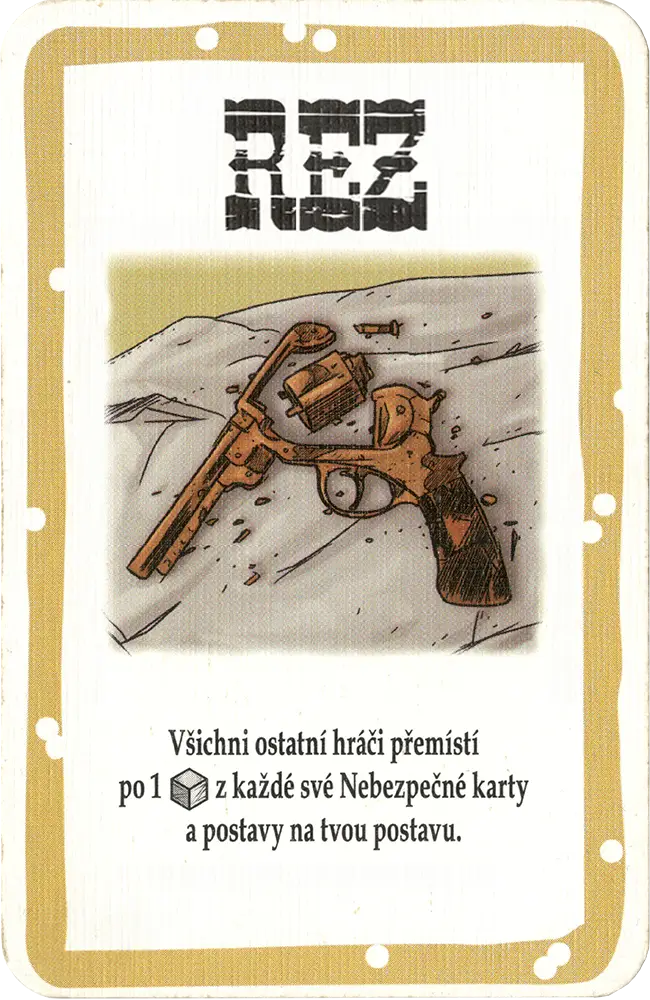 REZ
Všichni ostatní hráči přemístí
po 1 z každé své Nebezpečné karty
a postavy na tvou postavu.